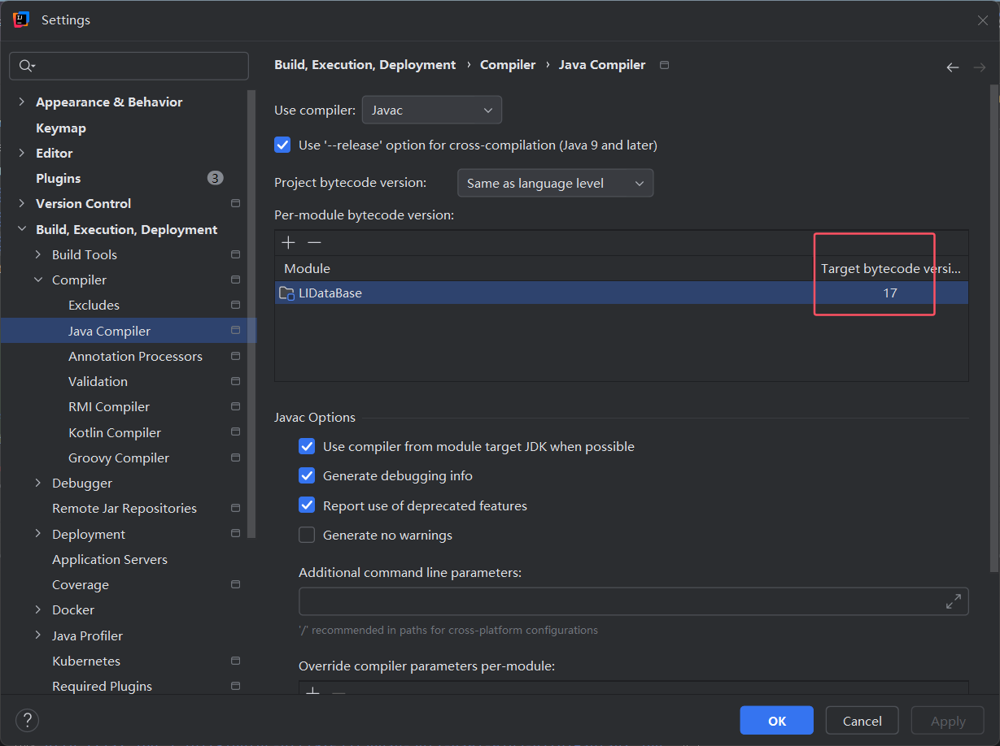 Settings
Build, Execution, Deployment › Compiler › Java Compiler
Appearance & Behavior
Keymap
Editor
Plugins 3
Version Control
Build, Execution, Deployment
Build Tools
Compiler
Excludes
Java Compiler
Annotation Processors
Validation
RMI Compiler
Kotlin Compiler
Groovy Compiler
Debugger
Remote Jar Repositories
Deployment
Application Servers
Coverage
Docker
Java Profiler
Kubernetes
Required Plugins
Use compiler: Javac
Use '--release' option for cross-compilation (Java 9 and later)
Project bytecode version: Same as language level
Per-module bytecode version:
Module Target bytecode versi...
LIDataBase 17
Javac Options
Use compiler from module target JDK when possible
Generate debugging info
Report use of deprecated features
Generate no warnings
Additional command line parameters:
'/' recommended in paths for cross-platform configurations
Override compiler parameters per-module:
? OK Cancel Apply